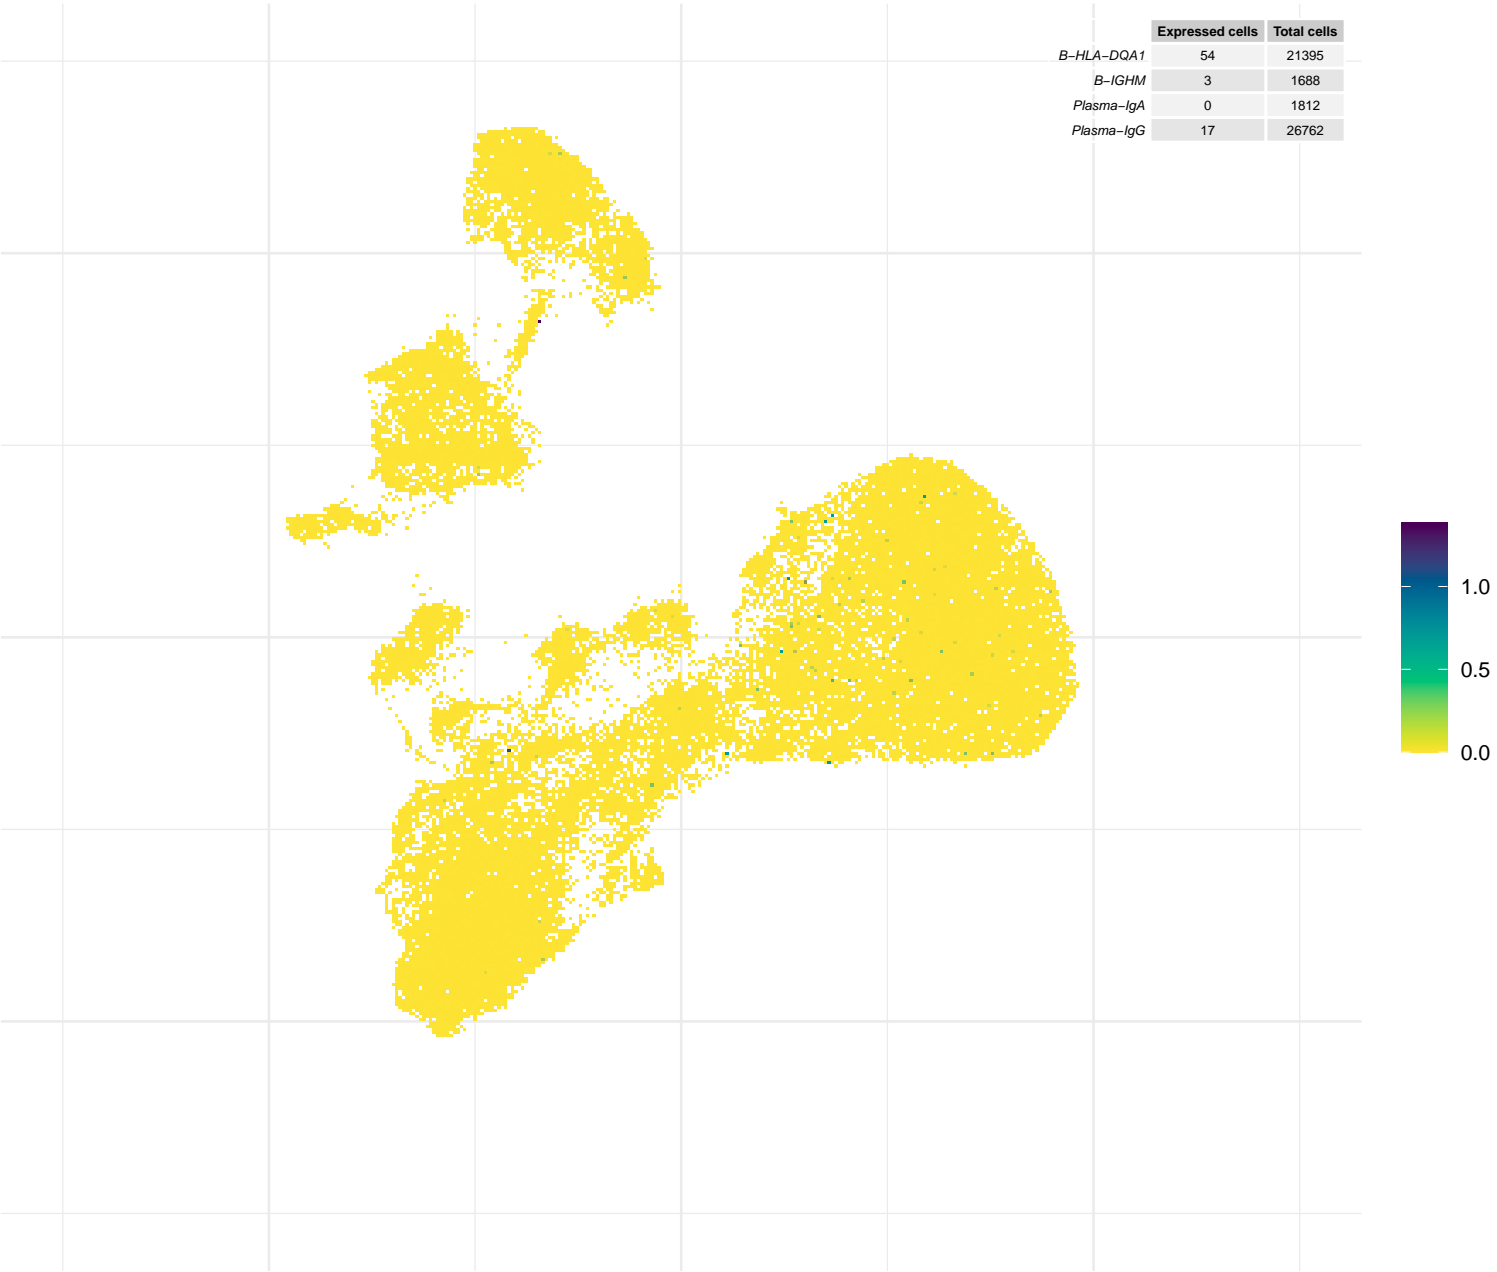 Expressed cells Total cells
B–HLA–DQA1 54 21395
B–IGHM 3 1688
Plasma–IgA 0 1812
Plasma–IgG 17 26762
1.0
0.5
0.0